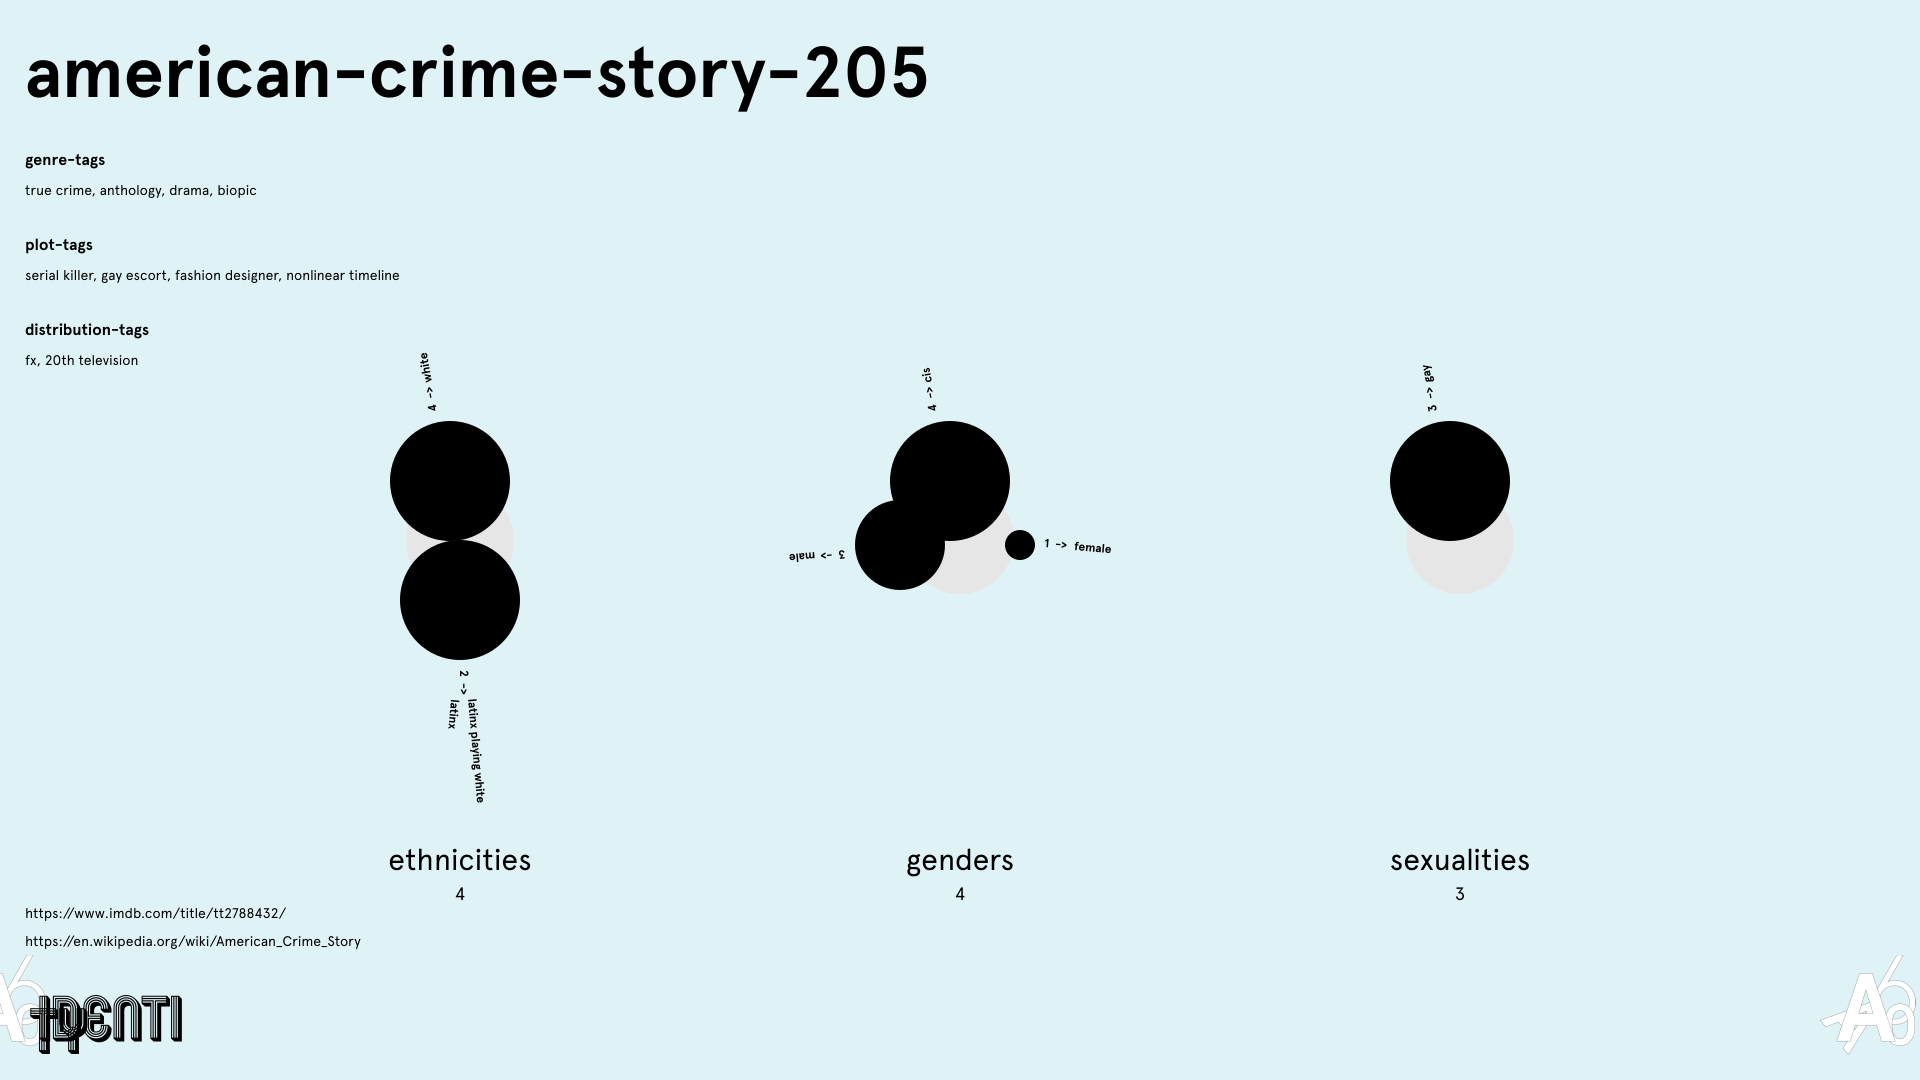 american-crime-story-205
genre-tags
true crime, anthology, drama, biopic
plot-tags
serial killer, gay escort, fashion designer, nonlinear timeline
distribution-tags
fx, 20th television
4 -> white
2 -> latinx playing white
latinx
ethnicities
4
4 -> cis
3 -> male
1 -> female
genders
4
3 -> gay
sexualities
3
https://www.imdb.com/title/tt2788432/
https://en.wikipedia.org/wiki/American_Crime_Story
IDENTI